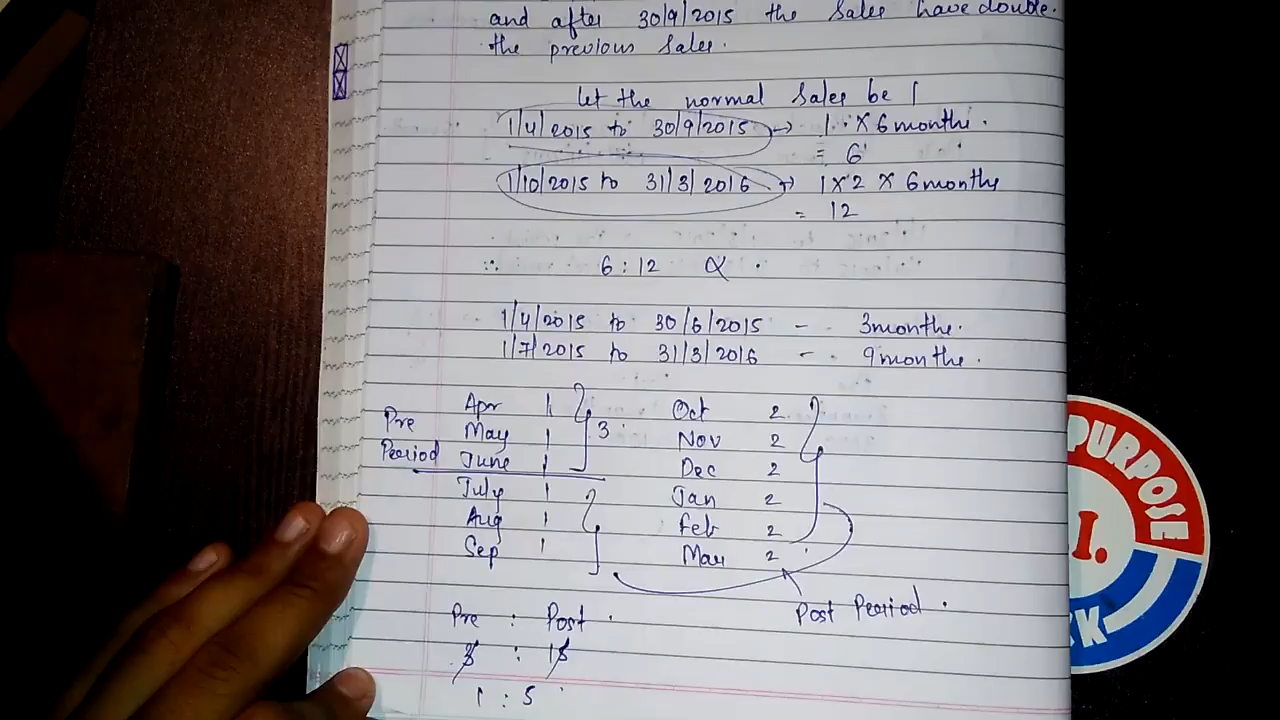 and after 30/9/2015 the Sales have double.
the previous Sales.
let the normal Sales be 1
1/4/2015 to 30/9/2015 → 1 × 6 months.
= 6
1/10/2015 to 31/3/2016 → 1×2 × 6 months
= 12
∴ 6 : 12
1/4/2015 to 30/6/2015 - 3 months.
1/7/2015 to 31/3/2016 - 9 months.
Pre Period
Apr 1
May 1
June 1
3
July 1
Aug 1
Sep 1
Oct 2
Nov 2
Dec 2
Jan 2
Feb 2
Mar 2
Post Period.
Pre : Post.
3 : 15
1 : 5
PURPOSE
I.